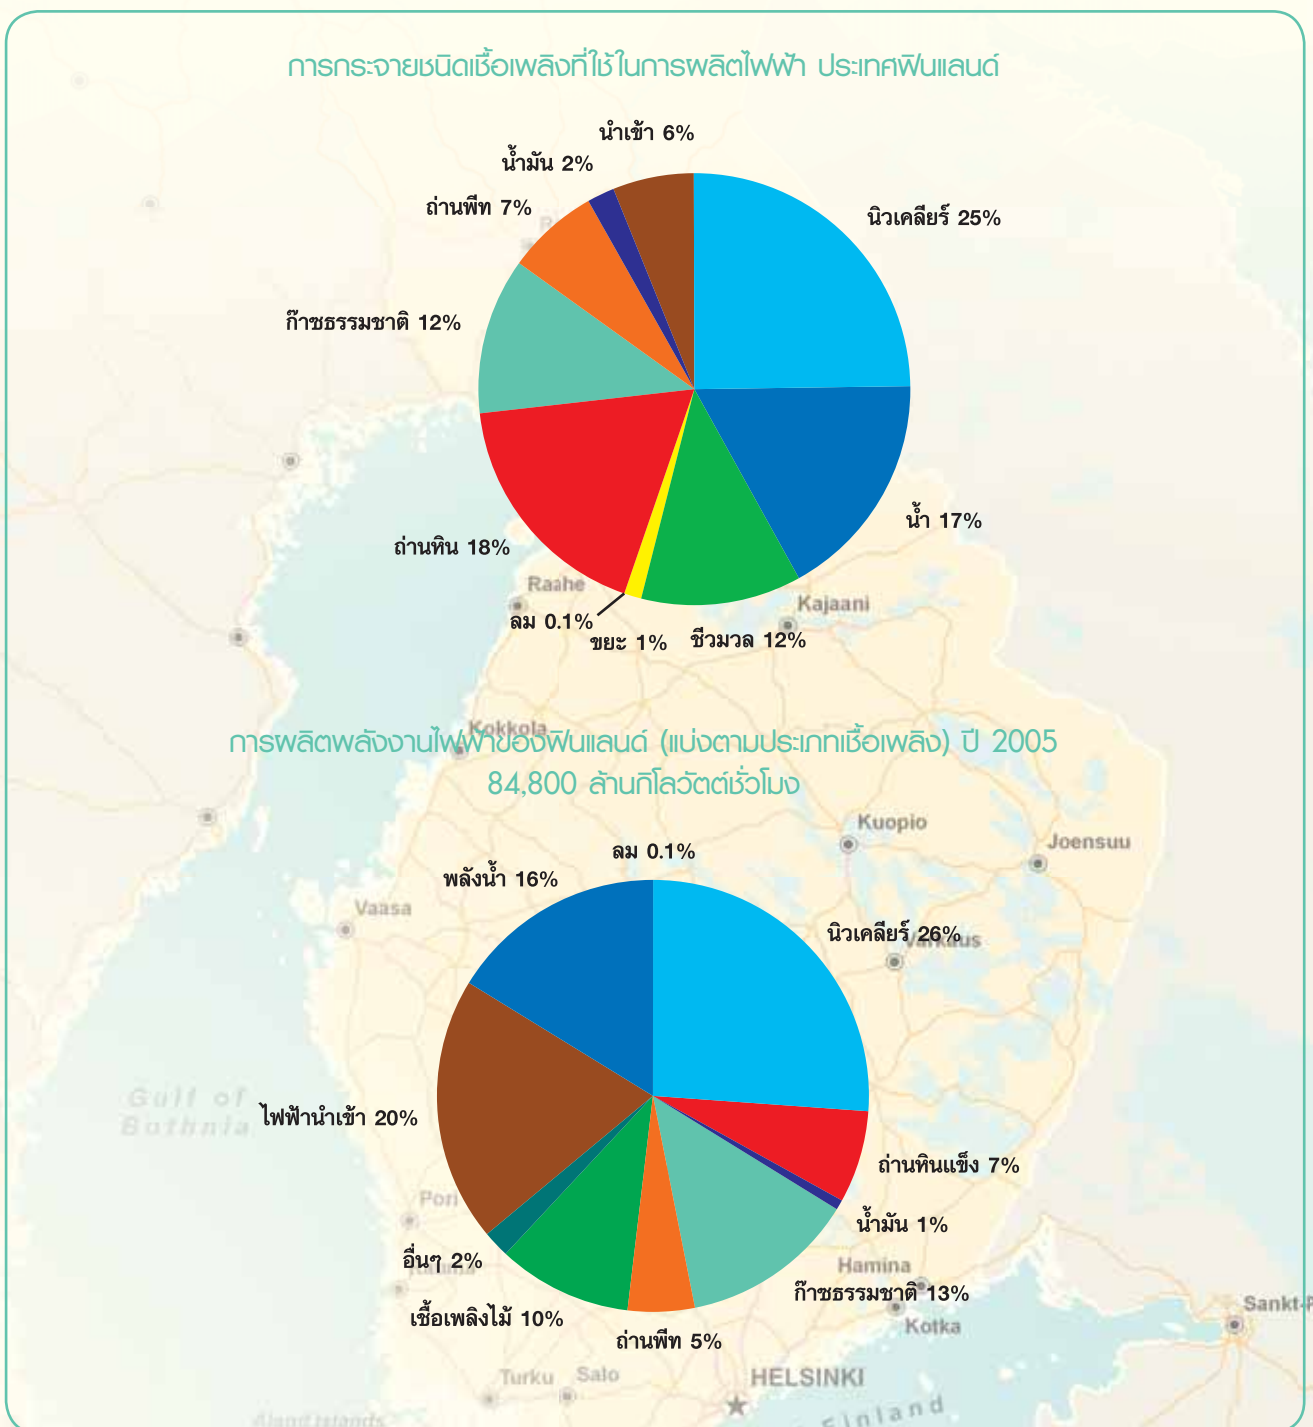 การกระจายชนิดเชื้อเพลิงที่ใช้ในการผลิตไฟฟ้า ประเทศฟินแลนด์
นำเข้า 6%
น้ำมัน 2%
ถ่านพีท 7%
นิวเคลียร์ 25%
ก๊าซธรรมชาติ 12%
น้ำ 17%
ถ่านหิน 18%
Raahe
Kajaani
ลม 0.1%
ขยะ 1%
ชีวมวล 12%
Kokkola
การผลิตพลังงานไฟฟ้าของฟินแลนด์ (แบ่งตามประเภทเชื้อเพลิง) ปี 2005
84,800 ล้านกิโลวัตต์ชั่วโมง
Kuopio
Joensuu
ลม 0.1%
พลังน้ำ 16%
Vaasa
นิวเคลียร์ 26%
Varkaus
Gulf of
Bothnia
ไฟฟ้านำเข้า 20%
ถ่านหินแข็ง 7%
Pori
น้ำมัน 1%
อื่นๆ 2%
Hamina
ก๊าซธรรมชาติ 13%
Sankt-P
เชื้อเพลิงไม้ 10%
Kotka
ถ่านพีท 5%
Turku
Salo
HELSINKI
Finland
Aland Islands